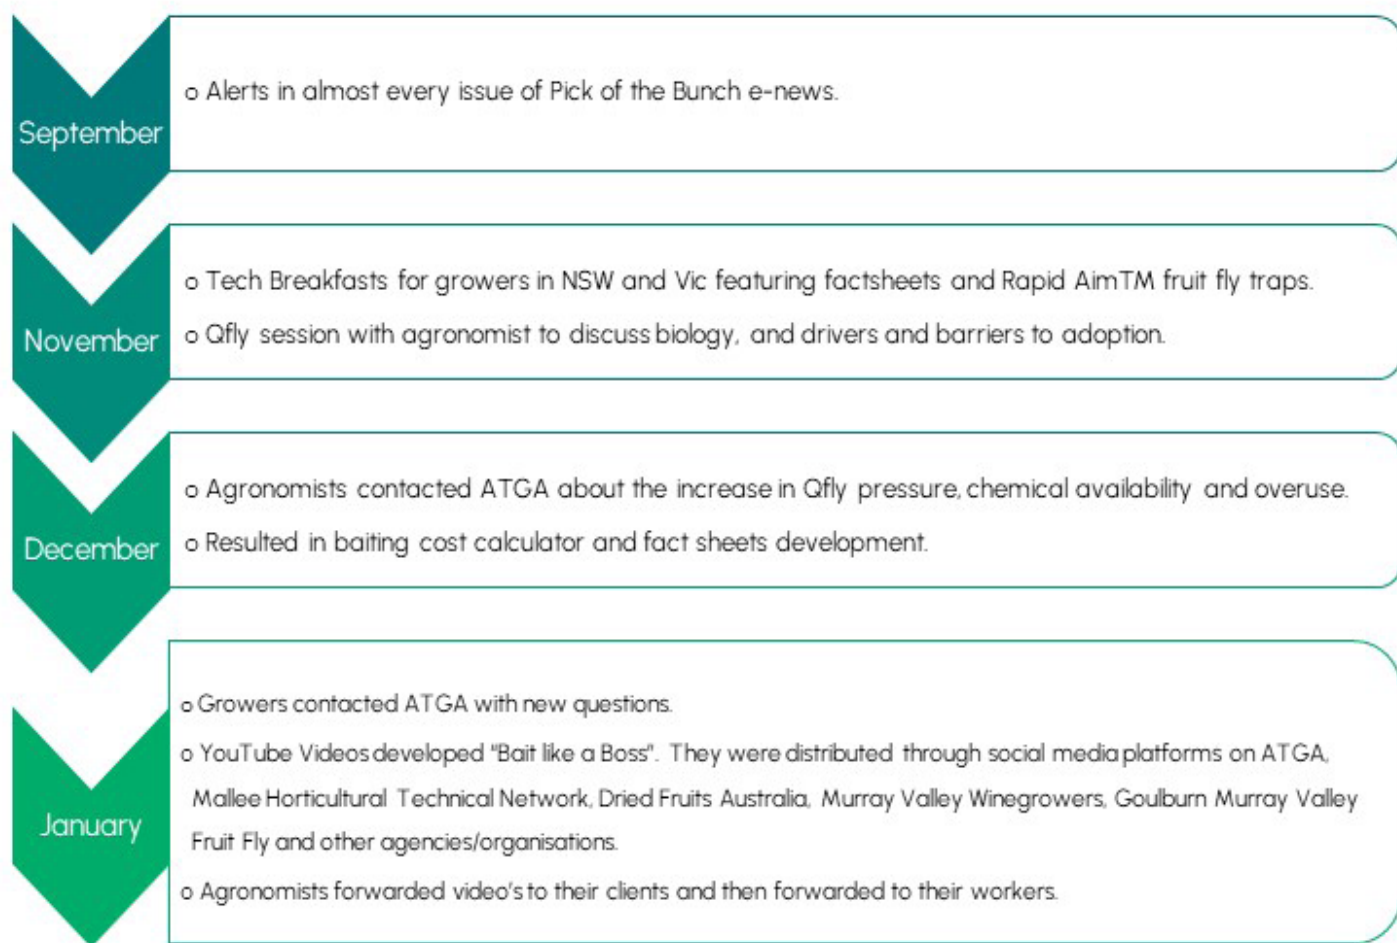 September
o Alerts in almost every issue of Pick of the Bunch e-news.
November
o Tech Breakfasts for growers in NSW and Vic featuring factsheets and Rapid AimTM fruit fly traps.
o Qfly session with agronomist to discuss biology, and drivers and barriers to adoption.
December
o Agronomists contacted ATGA about the increase in Qfly pressure, chemical availability and overuse.
o Resulted in baiting cost calculator and fact sheets development.
January
o Growers contacted ATGA with new questions.
o YouTube Videos developed "Bait like a Boss". They were distributed through social media platforms on ATGA,
Mallee Horticultural Technical Network, Dried Fruits Australia, Murray Valley Winegrowers, Goulburn Murray Valley
Fruit Fly and other agencies/organisations.
o Agronomists forwarded video's to their clients and then forwarded to their workers.